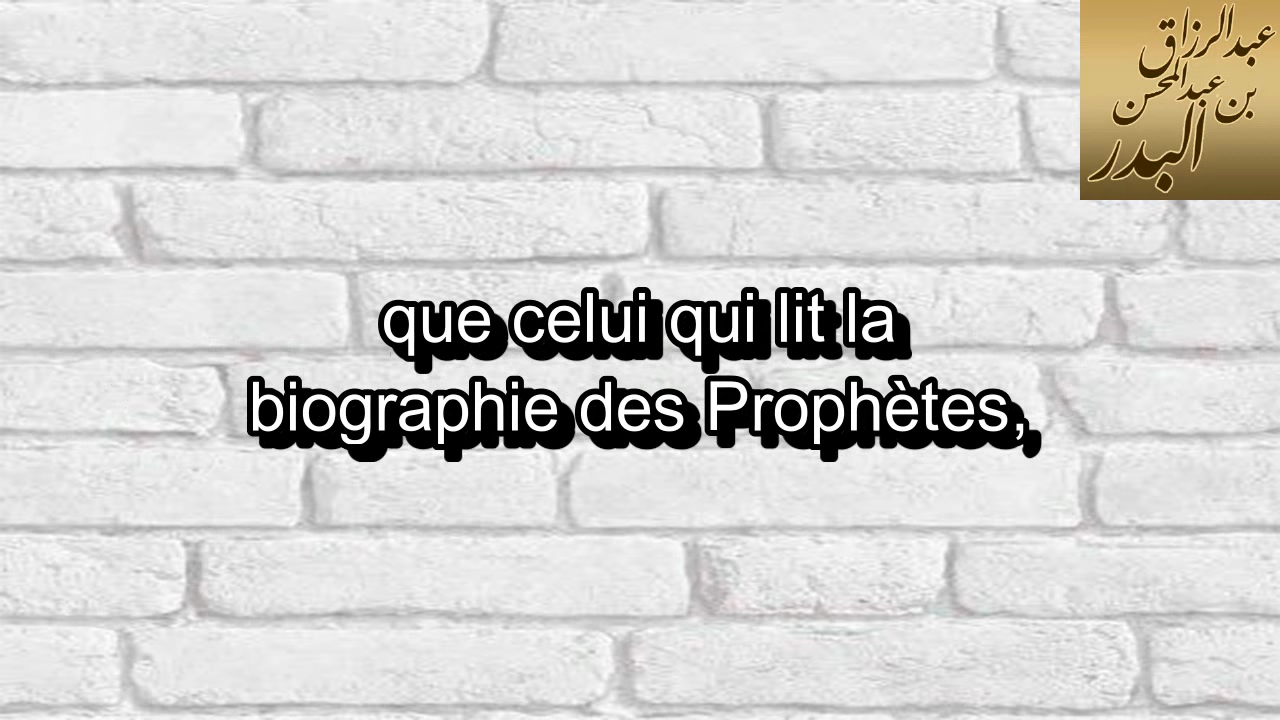 عبدالرزاق
بن عبدالمحسن
البدر
que celui qui lit la
biographie des Prophètes,